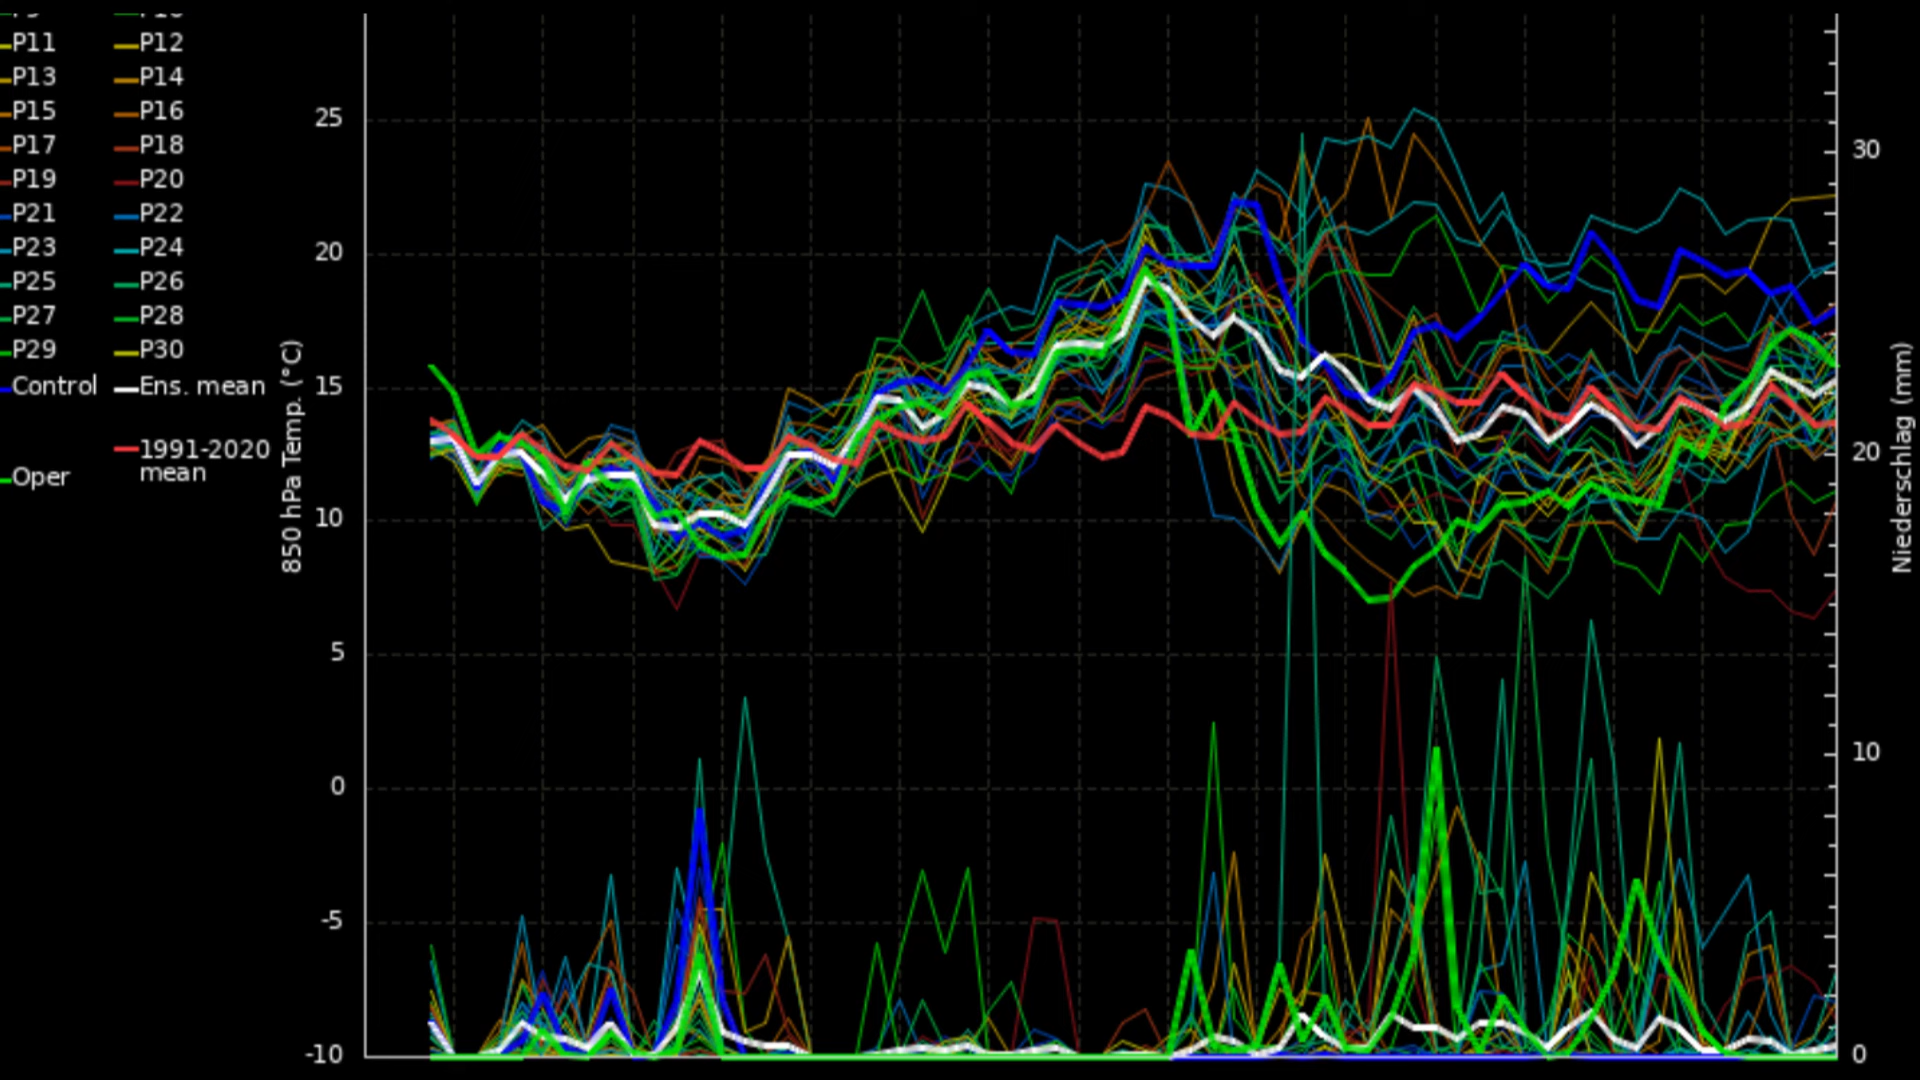 P11 P12
P13 P14
P15 P16
P17 P18
P19 P20
P21 P22
P23 P24
P25 P26
P27 P28
P29 P30
Control Ens. mean
Oper 1991-2020
mean
850 hPa Temp. (°C)
25
20
15
10
5
0
-5
-10
30
20
10
0
Niederschlag (mm)